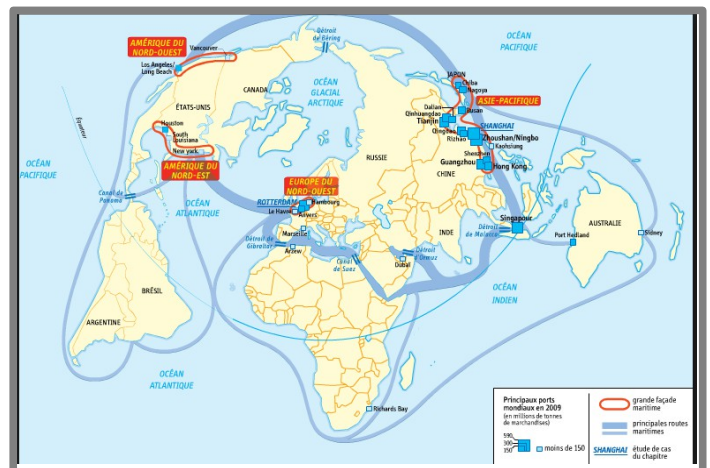 Détroit
de Béring
OCÉAN
PACIFIQUE
AMÉRIQUE DU
NORD-OUEST
Vancouver
Los Angeles/
Long Beach
CANADA
OCÉAN
GLACIAL
ARCTIQUE
JAPON
Chiba
Nagoya
ÉTATS-UNIS
ASIE-PACIFIQUE
Dalian
Qinhuangdao
Busan
Tianjin
Équateur
Houston
South
Louisiana
New york
Qingdao
SHANGHAI
Rizhao
Zhoushan/Ningbo
Kaohsiung
RUSSIE
Shenzhen
Guangzhou
Hong Kong
CHINE
OCÉAN
PACIFIQUE
AMÉRIQUE DU
NORD-EST
EUROPE DU
NORD-OUEST
Canal de
Panama
OCÉAN
ATLANTIQUE
ROTTERDAM
Hambourg
Le Havre
Anvers
Marseille
Détroit de
Gibraltar
Arzew
Canal
de Suez
Détroit
d'Ormuz
Dubaï
INDE
Singapour
Détroit
de Malacca
AUSTRALIE
Port Hedland
Sidney
BRÉSIL
OCÉAN
INDIEN
ARGENTINE
OCÉAN
ATLANTIQUE
Richards Bay
Principaux ports
mondiaux en 2009
(en millions de tonnes
de marchandises)
590
300
150
moins de 150
grande façade
maritime
principales routes
maritimes
SHANGHAI
étude de cas
du chapitre